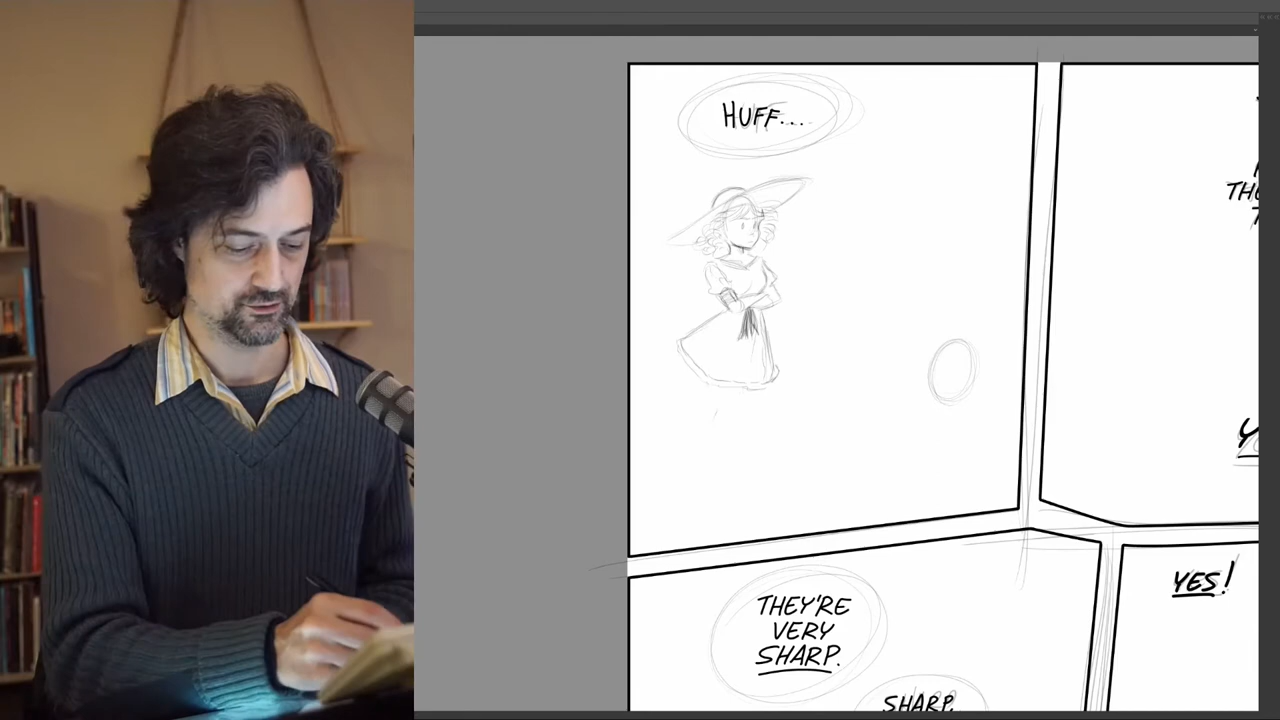 HUFF....
THEY'RE
VERY
SHARP.
SHARP.
YES!